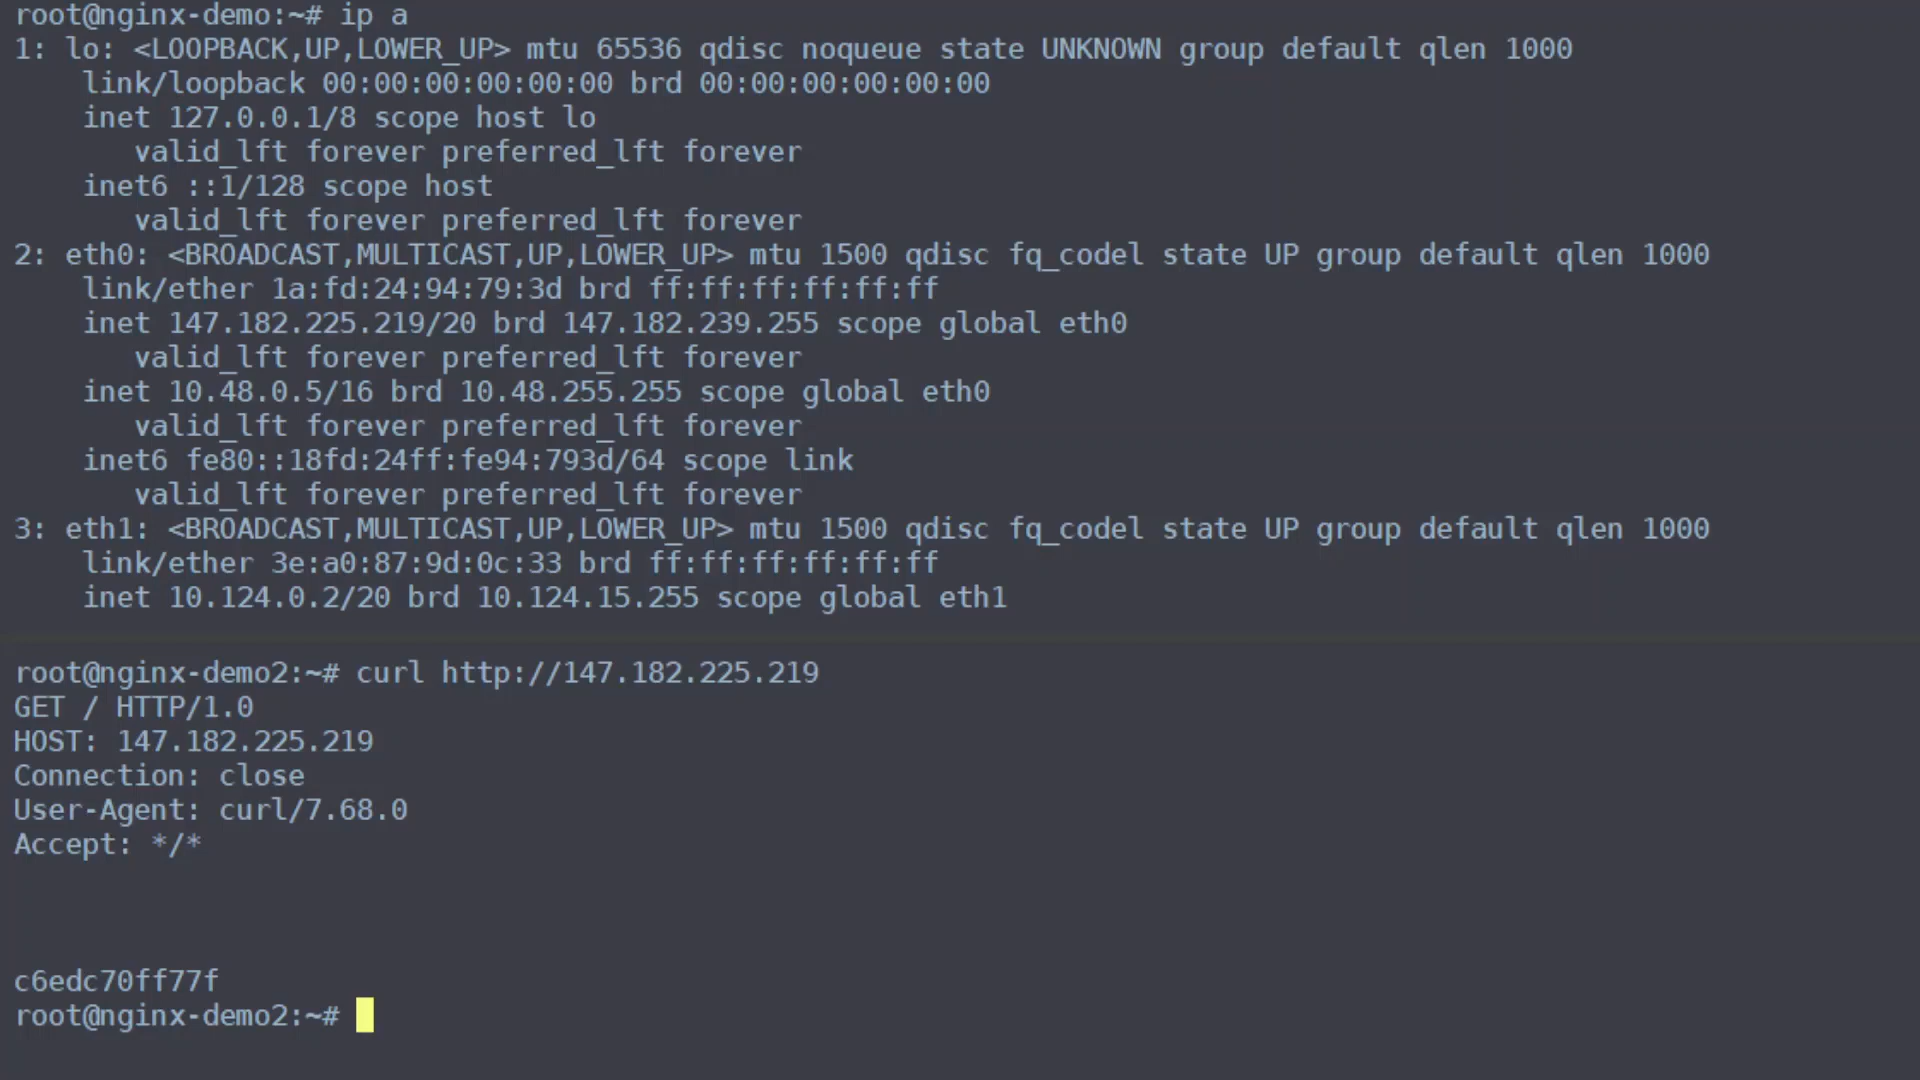 root@nginx-demo:~# ip a
1: lo: <LOOPBACK,UP,LOWER_UP> mtu 65536 qdisc noqueue state UNKNOWN group default qlen 1000
    link/loopback 00:00:00:00:00:00 brd 00:00:00:00:00:00
    inet 127.0.0.1/8 scope host lo
       valid_lft forever preferred_lft forever
    inet6 ::1/128 scope host
       valid_lft forever preferred_lft forever
2: eth0: <BROADCAST,MULTICAST,UP,LOWER_UP> mtu 1500 qdisc fq_codel state UP group default qlen 1000
    link/ether 1a:fd:24:94:79:3d brd ff:ff:ff:ff:ff:ff
    inet 147.182.225.219/20 brd 147.182.239.255 scope global eth0
       valid_lft forever preferred_lft forever
    inet 10.48.0.5/16 brd 10.48.255.255 scope global eth0
       valid_lft forever preferred_lft forever
    inet6 fe80::18fd:24ff:fe94:793d/64 scope link
       valid_lft forever preferred_lft forever
3: eth1: <BROADCAST,MULTICAST,UP,LOWER_UP> mtu 1500 qdisc fq_codel state UP group default qlen 1000
    link/ether 3e:a0:87:9d:0c:33 brd ff:ff:ff:ff:ff:ff
    inet 10.124.0.2/20 brd 10.124.15.255 scope global eth1
root@nginx-demo2:~# curl http://147.182.225.219
GET / HTTP/1.0
HOST: 147.182.225.219
Connection: close
User-Agent: curl/7.68.0
Accept: */*
c6edc70ff77f
root@nginx-demo2:~#